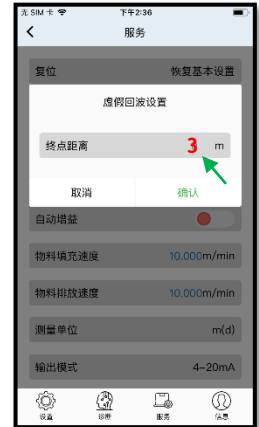 无 SIM 卡 下午2:36
服务
复位 恢复基本设置
虚假回波设置
终点距离 3 m
取消 确认
自动增益
物料填充速度 10.000m/min
物料排放速度 10.000m/min
测量单位 m(d)
输出模式 4-20mA
设置 诊断 服务 信息